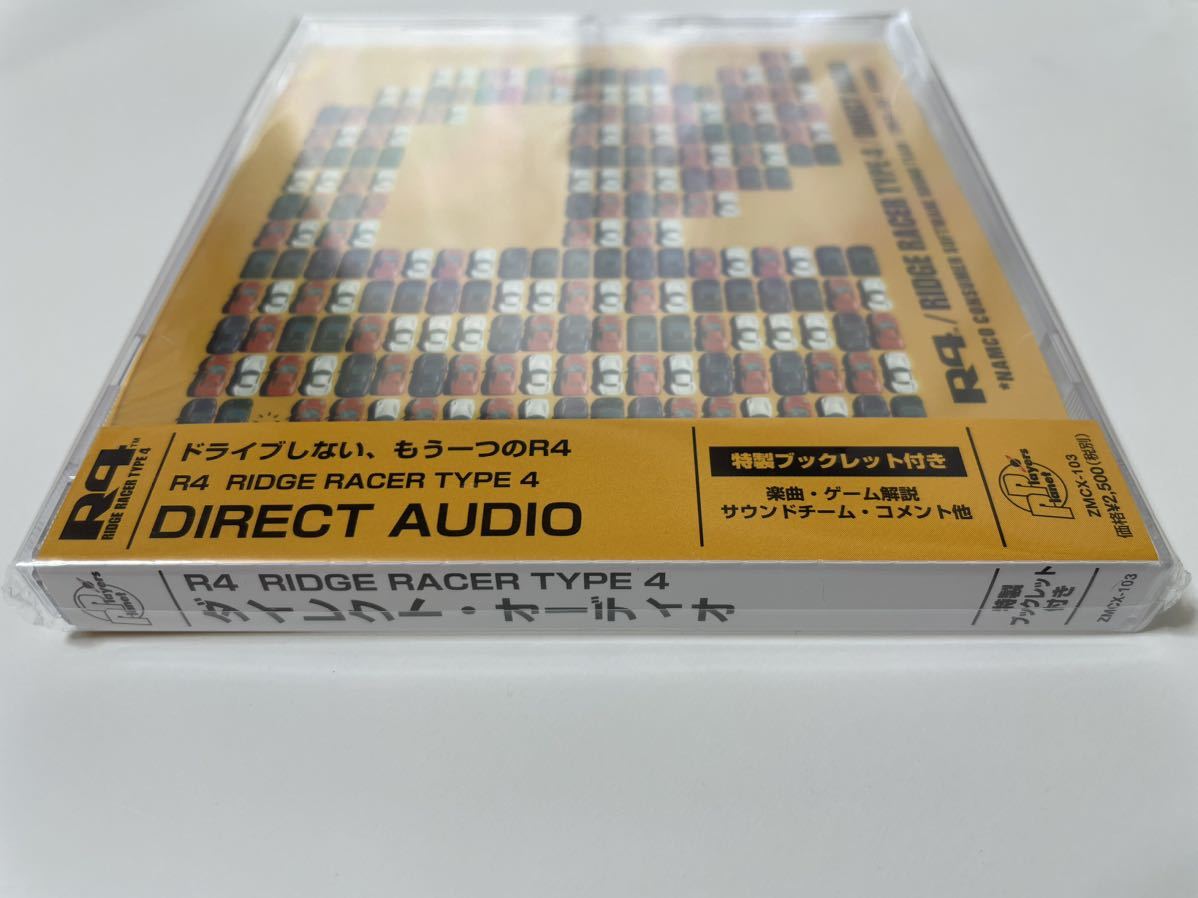 R4. / RIDGE RACER TYPE 4 / DIRECT AUDIO
*NAMCO CONSUMER SOFTWARE SOUND TEAM
R4™
RIDGE RACER TYPE 4
ドライブしない、もう一つのR4
R4 RIDGE RACER TYPE 4
DIRECT AUDIO
特製ブックレット付き
楽曲・ゲーム解説
サウンドチーム・コメント他
Players Planet
ZMCX-103
価格¥2,500(税別)
Players Planet
R4 RIDGE RACER TYPE 4
ダイレクト・オーディオ
特製
ブックレット
付き
ZMCX-103